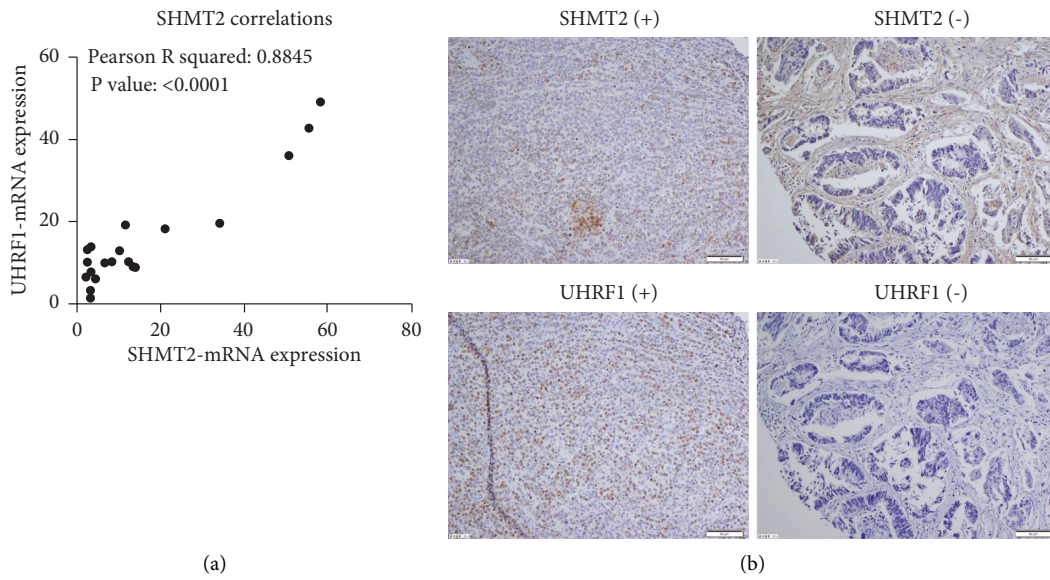 SHMT2 correlations
Pearson R squared: 0.8845
P value: <0.0001
UHRF1-mRNA expression
60
40
20
0
0 20 40 60 80
SHMT2-mRNA expression
(a)
SHMT2 (+) SHMT2 (-)
UHRF1 (+) UHRF1 (-)
(b)